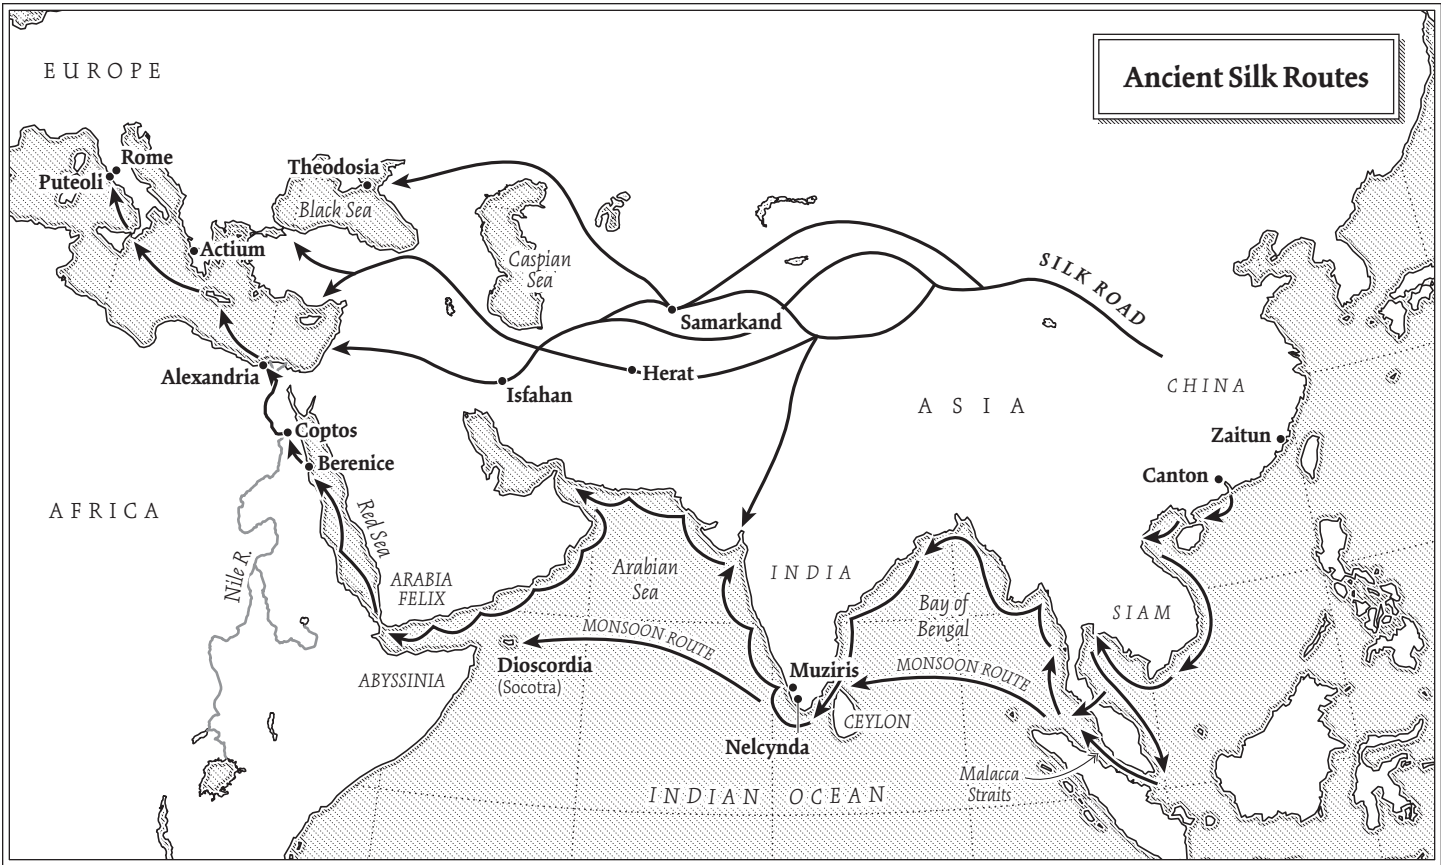 EUROPE
Ancient Silk Routes
Rome
Puteoli
Theodosia
Black Sea
Actium
Caspian
Sea
SILK ROAD
Samarkand
Alexandria
Herat
Isfahan
CHINA
ASIA
Coptos
Zaitun
Berenice
Canton
AFRICA
Red Sea
Nile R.
ARABIA
FELIX
Arabian
Sea
INDIA
Bay of
Bengal
SIAM
MONSOON ROUTE
Dioscordia
(Socotra)
ABYSSINIA
Muziris
MONSOON ROUTE
CEYLON
Nelcynda
Malacca
Straits
INDIAN OCEAN